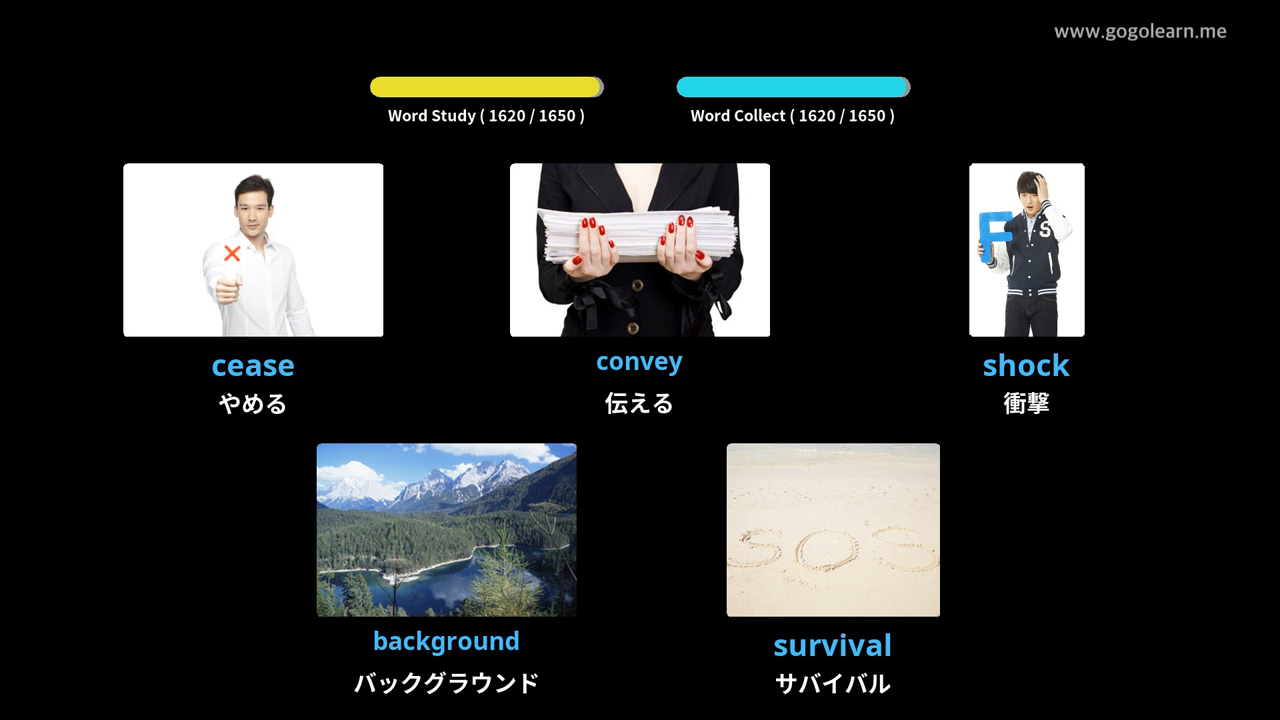 www.gogolearn.me
Word Study ( 1620 / 1650 )
Word Collect ( 1620 / 1650 )
F
S
cease
やめる
convey
伝える
shock
衝撃
SOS
background
バックグラウンド
survival
サバイバル